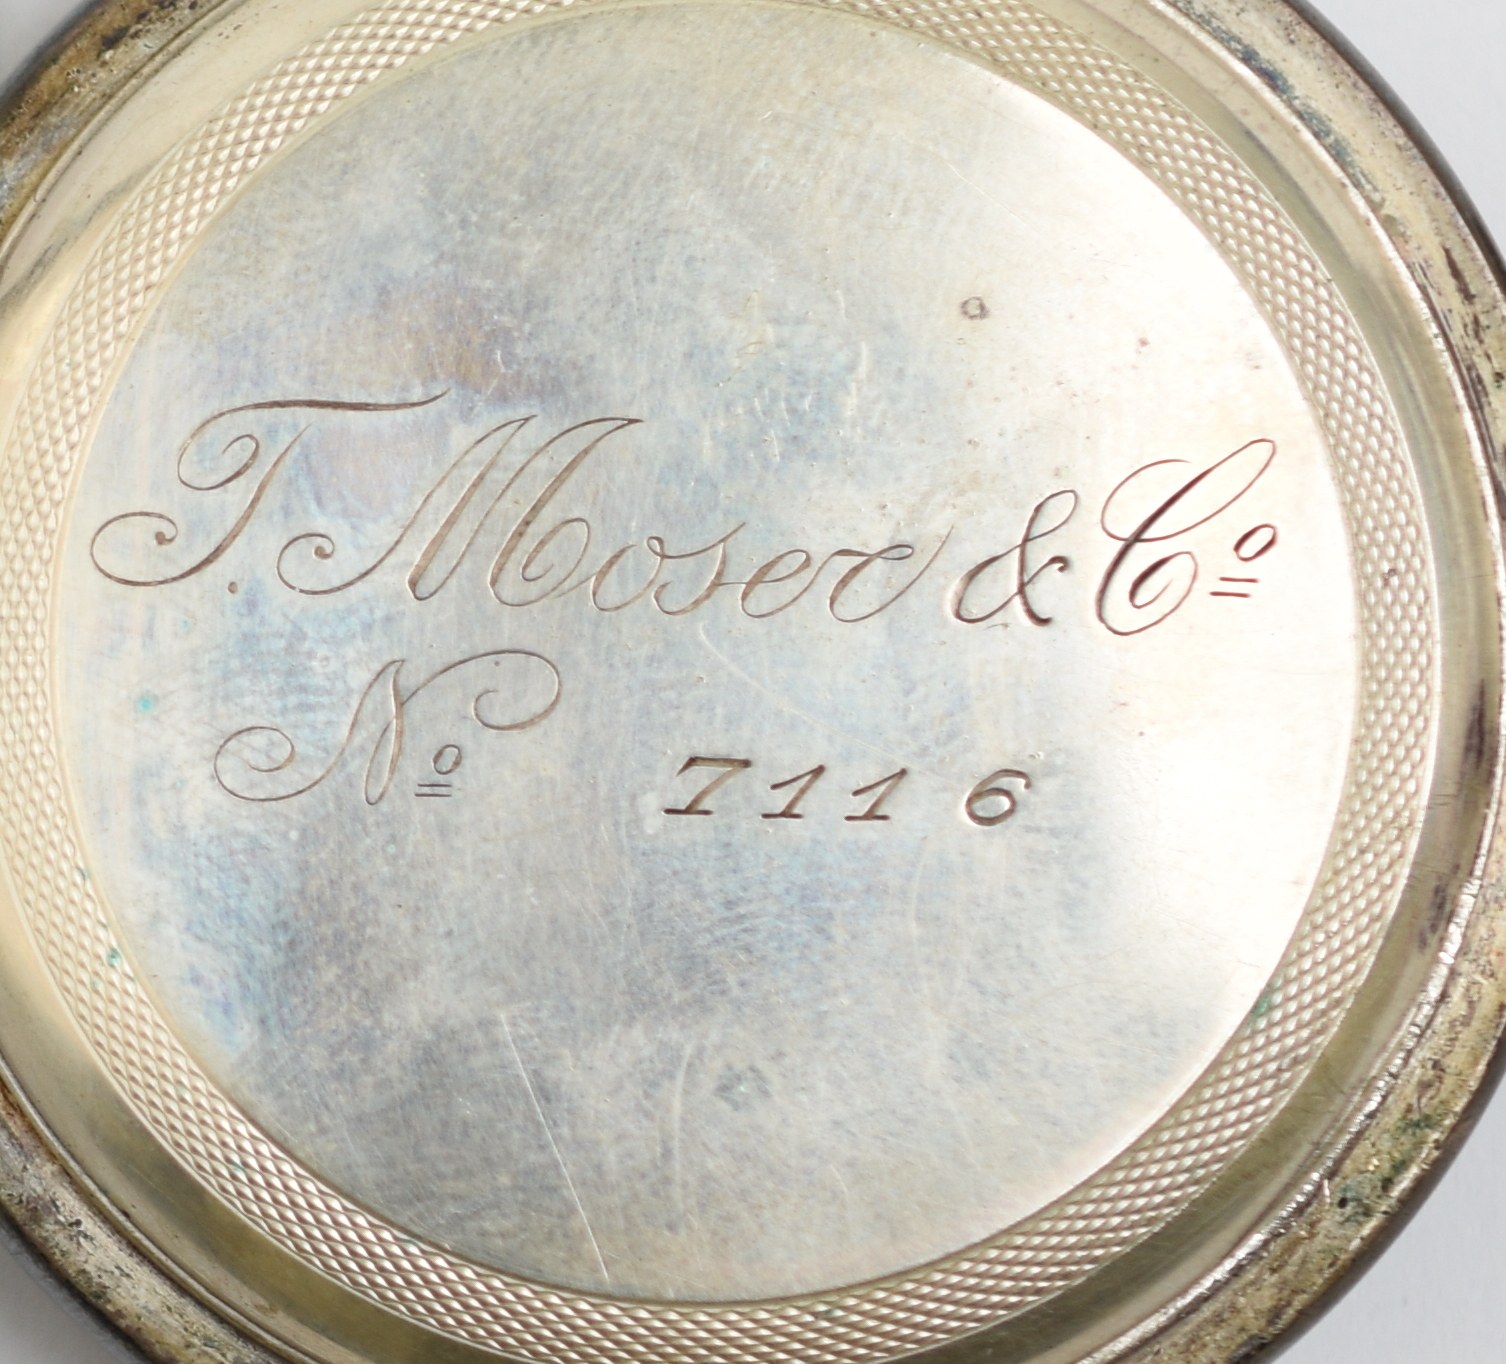 T. Moser & Cº
Nº 7116